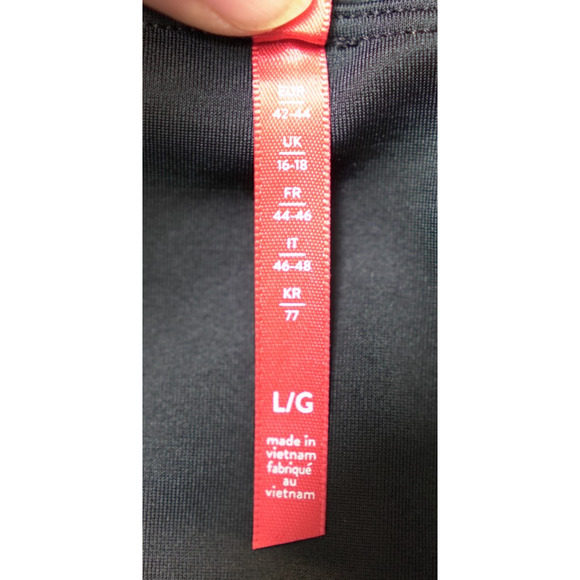 EUR
42-44
UK
16-18
FR
44-46
IT
46-48
KR
77
L/G
made in
vietnam
fabriqué
au
vietnam